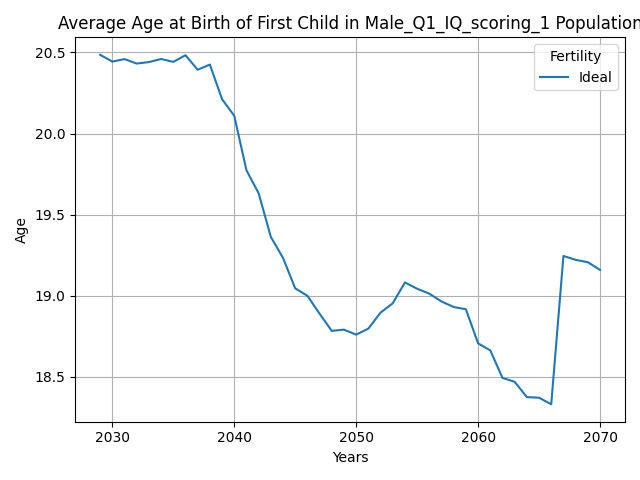 Average Age at Birth of First Child in Male_Q1_IQ_scoring_1 Population
Fertility
Ideal
20.5
20.0
19.5
19.0
18.5
Age
2030 2040 2050 2060 2070
Years